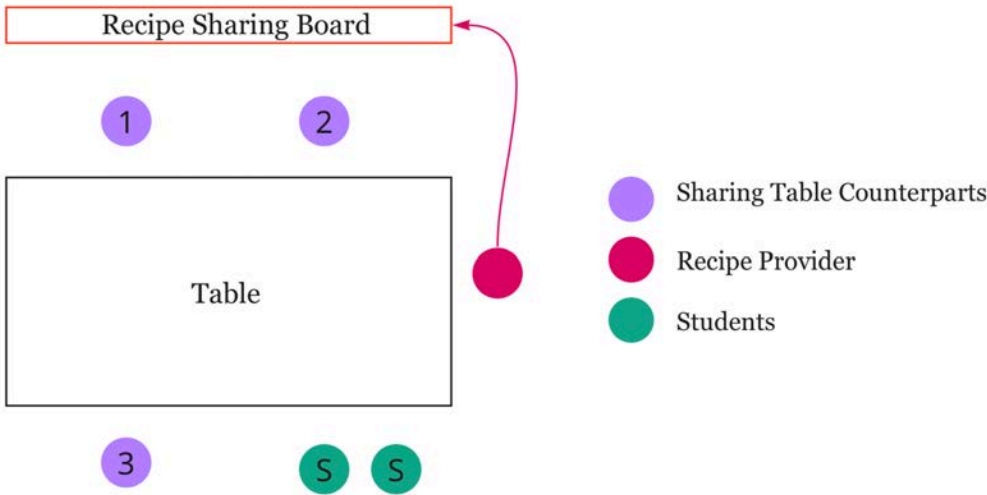 Recipe Sharing Board
1
2
Sharing Table Counterparts
Recipe Provider
Table
Students
3
S
S